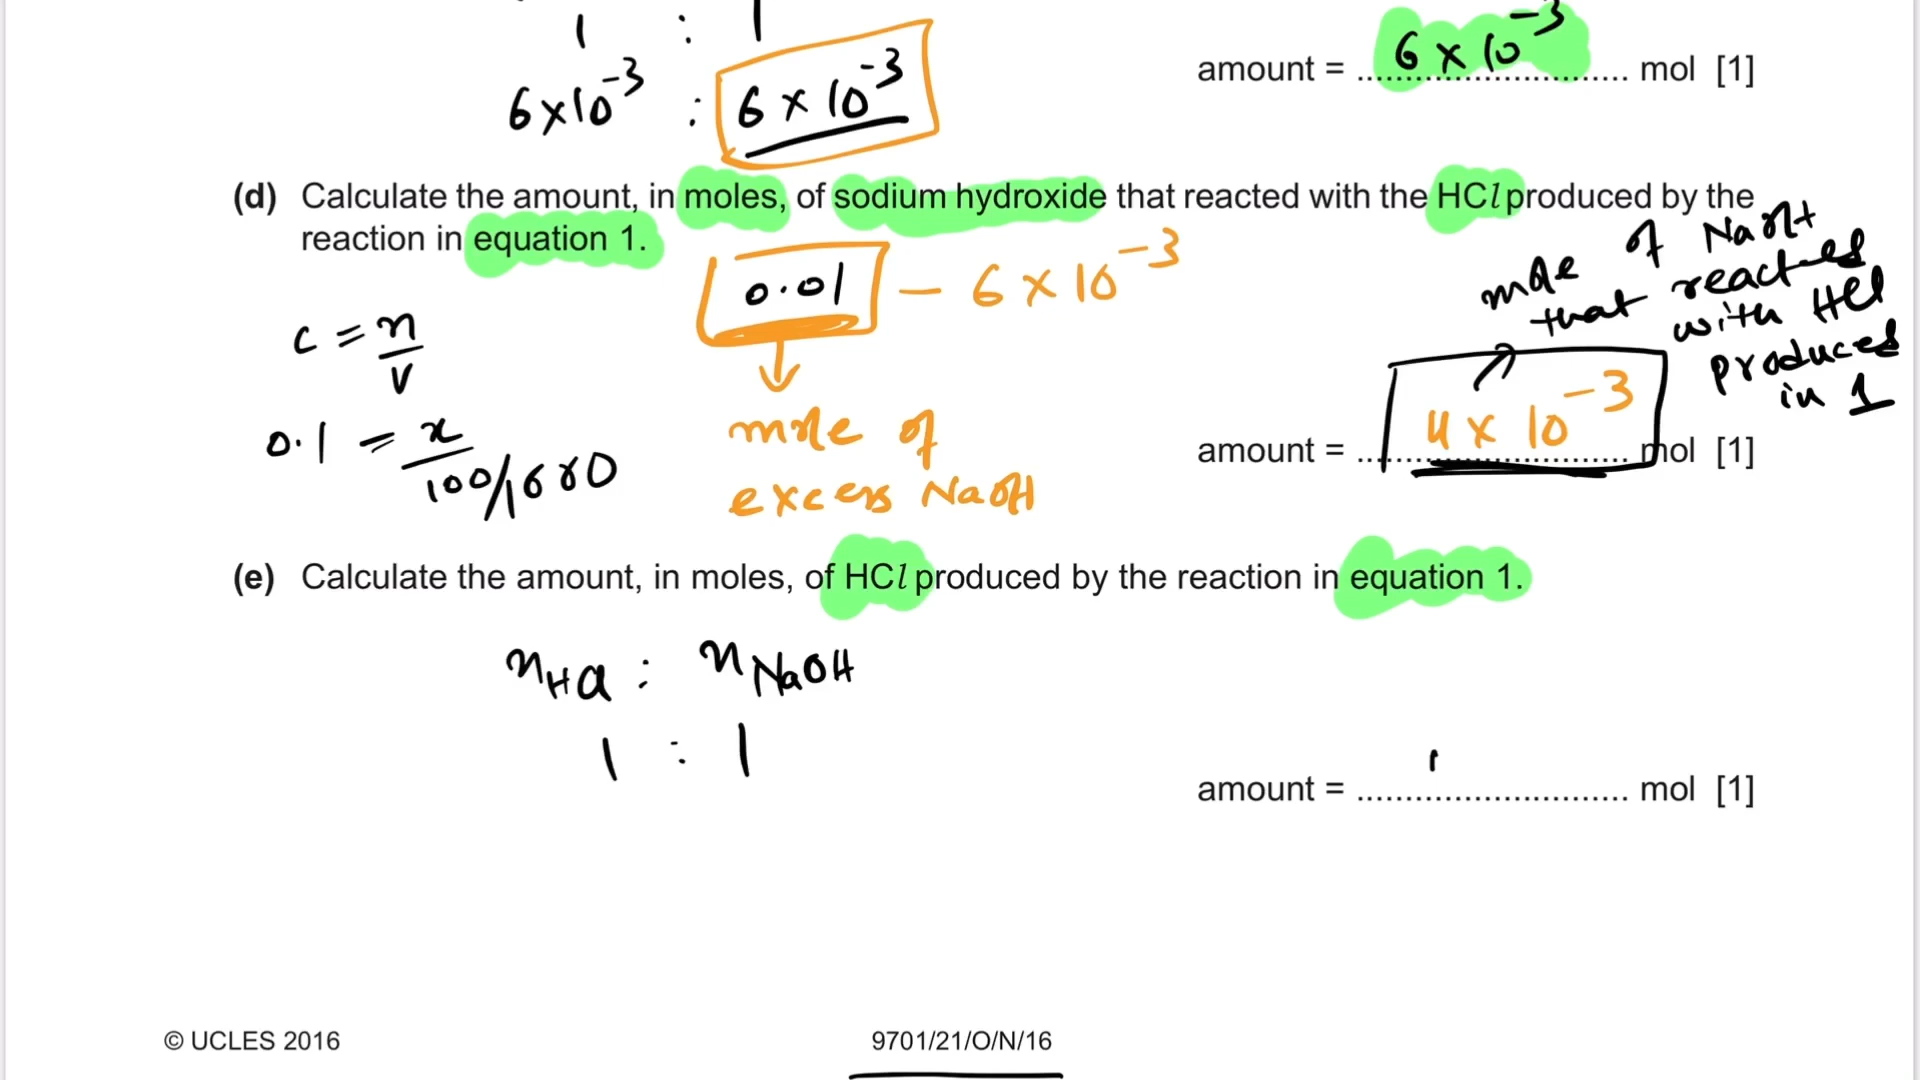 1 : 1
6 × 10⁻³ : 6 × 10⁻³
amount = 6 × 10⁻³ mol [1]
(d) Calculate the amount, in moles, of sodium hydroxide that reacted with the HCl produced by the
reaction in equation 1.
0.01 − 6 × 10⁻³
c = n/v
0.1 = x/100/1000
mole of
excess NaOH
mole of NaOH
that reactes
with HCl
produces
in 1
amount = 4 × 10⁻³ mol [1]
(e) Calculate the amount, in moles, of HCl produced by the reaction in equation 1.
nHCl : nNaOH
1 : 1
amount = .............................. mol [1]
© UCLES 2016
9701/21/O/N/16